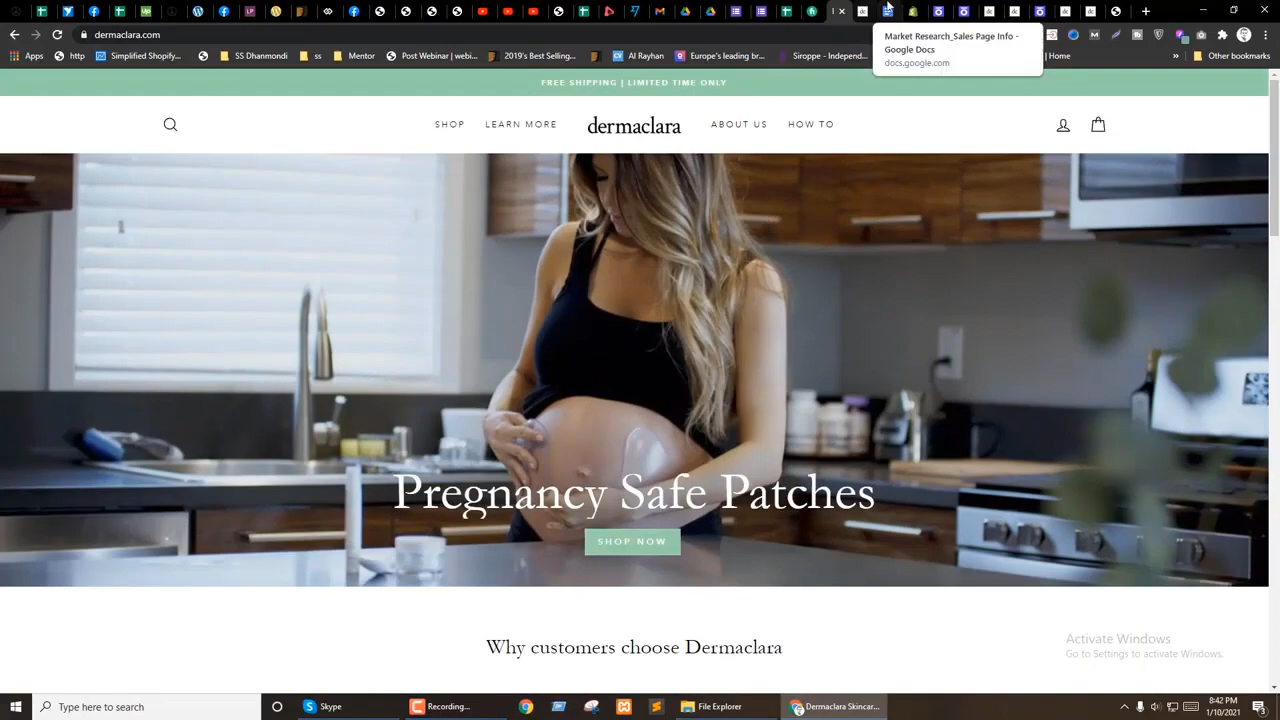 dermaclara.com
Apps
http
Simplified Shopify...
SS Dhanmondi
ss
Mentor
Post Webinar | webi...
2019's Best Selling...
Al Rayhan
Europe's leading br...
Siroppe - Independ...
| Home
»
Other bookmarks
Market Research_Sales Page Info -
Google Docs
docs.google.com
FREE SHIPPING | LIMITED TIME ONLY
SHOP
LEARN MORE
dermaclara
ABOUT US
HOW TO
Pregnancy Safe Patches
SHOP NOW
Why customers choose Dermaclara
Activate Windows
Go to Settings to activate Windows.
Type here to search
Skype
Recording...
File Explorer
Dermaclara Skincar...
8:42 PM
1/10/2021